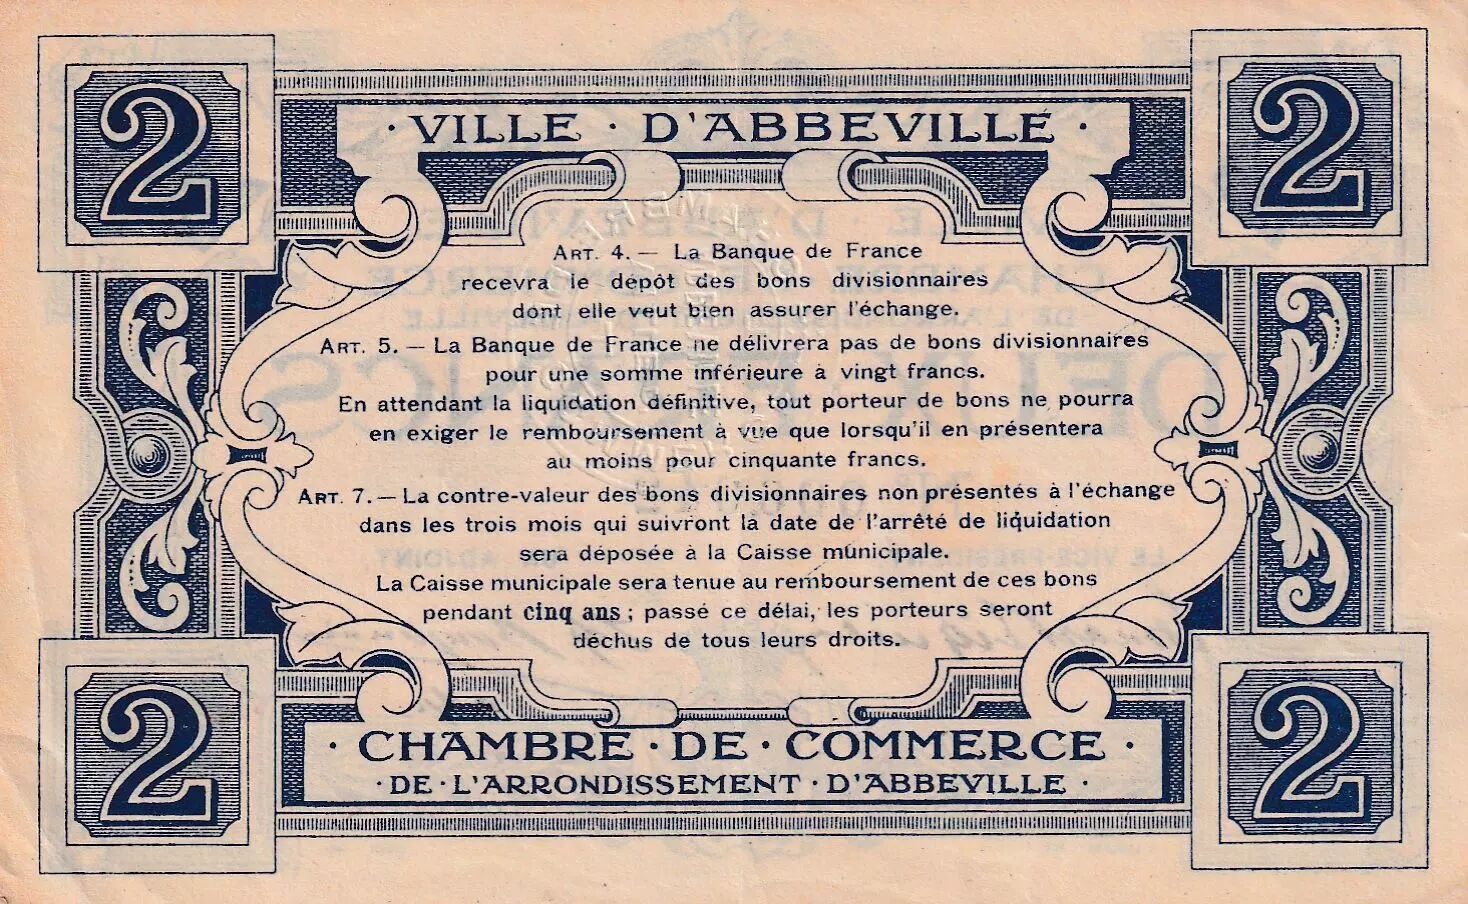 2
2
· VILLE · D'ABBEVILLE ·
ART. 4. — La Banque de France
recevra le dépôt des bons divisionnaires
dont elle veut bien assurer l'échange.
ART. 5. — La Banque de France ne délivrera pas de bons divisionnaires
pour une somme inférieure à vingt francs.
En attendant la liquidation définitive, tout porteur de bons ne pourra
en exiger le remboursement à vue que lorsqu'il en présentera
au moins pour cinquante francs.
ART. 7. — La contre-valeur des bons divisionnaires non présentés à l'échange
dans les trois mois qui suivront la date de l'arrêté de liquidation
sera déposée à la Caisse municipale.
La Caisse municipale sera tenue au remboursement de ces bons
pendant cinq ans ; passé ce délai, les porteurs seront
déchus de tous leurs droits.
2
2
· CHAMBRE · DE · COMMERCE ·
· DE · L'ARRONDISSEMENT · D'ABBEVILLE ·